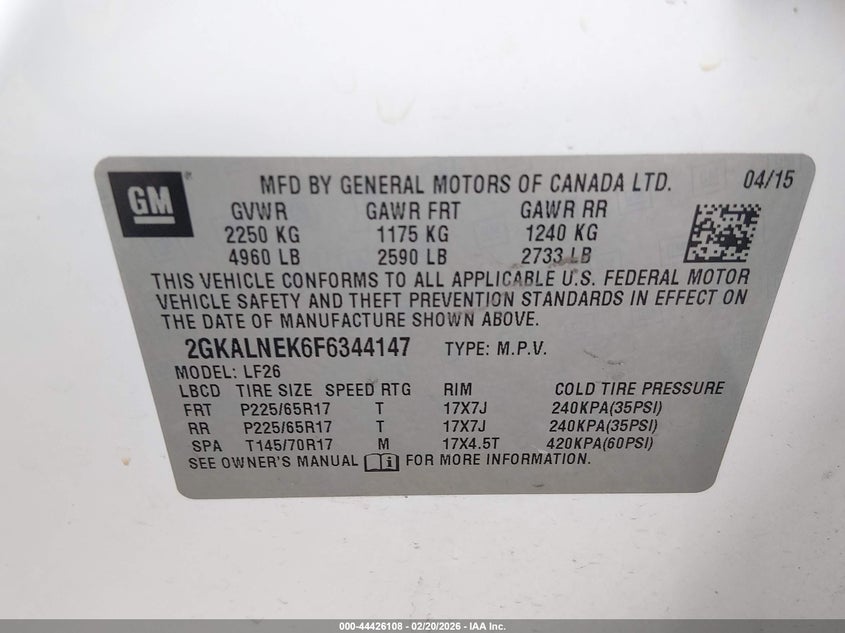 GM
MFD BY GENERAL MOTORS OF CANADA LTD. 04/15
GVWR GAWR FRT GAWR RR
2250 KG 1175 KG 1240 KG
4960 LB 2590 LB 2733 LB
THIS VEHICLE CONFORMS TO ALL APPLICABLE U.S. FEDERAL MOTOR
VEHICLE SAFETY AND THEFT PREVENTION STANDARDS IN EFFECT ON
THE DATE OF MANUFACTURE SHOWN ABOVE.
2GKALNEK6F6344147 TYPE: M.P.V.
MODEL: LF26
LBCD TIRE SIZE SPEED RTG RIM COLD TIRE PRESSURE
FRT P225/65R17 T 17X7J 240KPA(35PSI)
RR P225/65R17 T 17X7J 240KPA(35PSI)
SPA T145/70R17 M 17X4.5T 420KPA(60PSI)
SEE OWNER'S MANUAL i FOR MORE INFORMATION.
000-44426108 - 02/20/2026 - IAA Inc.